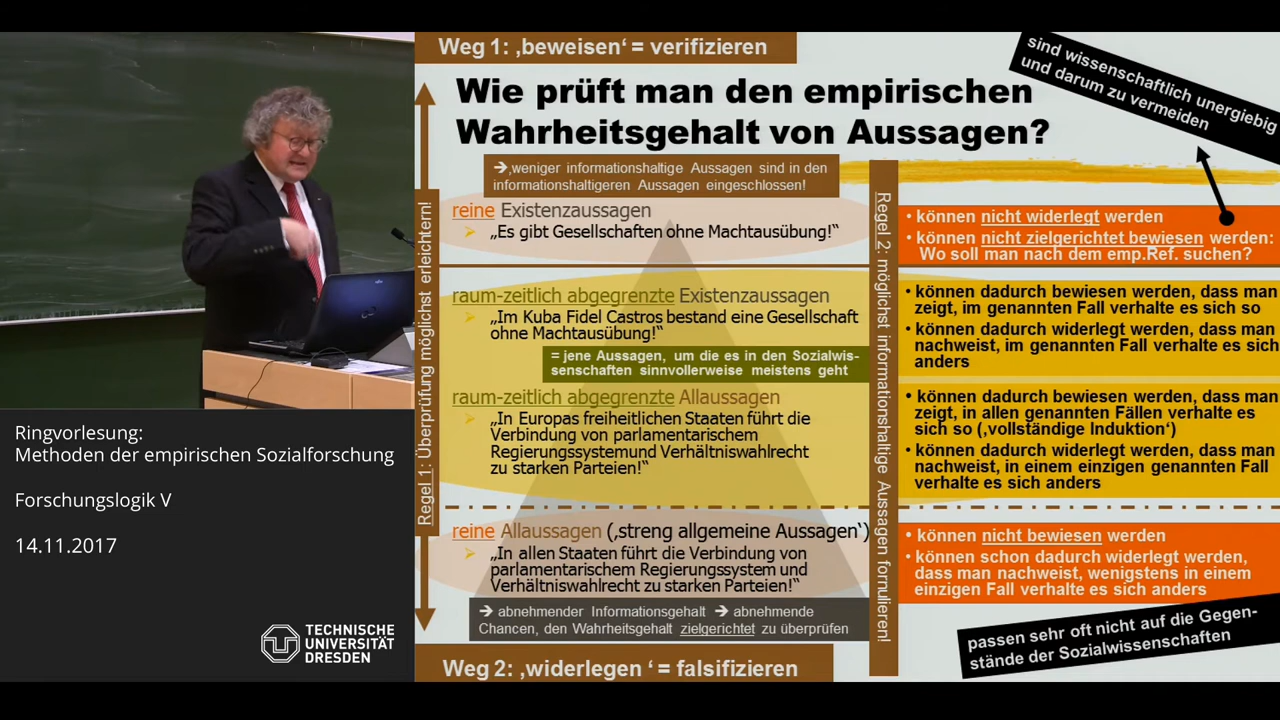 Weg 1: ‚beweisen‘ = verifizieren
Wie prüft man den empirischen
Wahrheitsgehalt von Aussagen?
sind wissenschaftlich unergiebig
und darum zu vermeiden
➔‚weniger informationshaltige Aussagen sind in den
informationshaltigeren Aussagen eingeschlossen!
Regel 1: Überprüfung möglichst erleichtern!
Regel 2: möglichst informationshaltige Aussagen formulieren!
reine Existenzaussagen
„Es gibt Gesellschaften ohne Machtausübung!“
• können nicht widerlegt werden
• können nicht zielgerichtet bewiesen werden:
Wo soll man nach dem emp.Ref. suchen?
raum-zeitlich abgegrenzte Existenzaussagen
„Im Kuba Fidel Castros bestand eine Gesellschaft
ohne Machtausübung!“
• können dadurch bewiesen werden, dass man
zeigt, im genannten Fall verhalte es sich so
• können dadurch widerlegt werden, dass man
nachweist, im genannten Fall verhalte es sich
anders
= jene Aussagen, um die es in den Sozialwis-
senschaften sinnvollerweise meistens geht
raum-zeitlich abgegrenzte Allaussagen
„In Europas freiheitlichen Staaten führt die
Verbindung von parlamentarischem
Regierungssystemund Verhältniswahlrecht
zu starken Parteien!“
• können dadurch bewiesen werden, dass man
zeigt, in allen genannten Fällen verhalte es
sich so (‚vollständige Induktion‘)
• können dadurch widerlegt werden, dass man
nachweist, in einem einzigen genannten Fall
verhalte es sich anders
reine Allaussagen (‚streng allgemeine Aussagen‘)
„In allen Staaten führt die Verbindung von
parlamentarischem Regierungssystem und
Verhältniswahlrecht zu starken Parteien!“
• können nicht bewiesen werden
• können schon dadurch widerlegt werden,
dass man nachweist, wenigstens in einem
einzigen Fall verhalte es sich anders
➔ abnehmender Informationsgehalt ➔ abnehmende
Chancen, den Wahrheitsgehalt zielgerichtet zu überprüfen
passen sehr oft nicht auf die Gegen-
stände der Sozialwissenschaften
Weg 2: ‚widerlegen ‘ = falsifizieren
Ringvorlesung:
Methoden der empirischen Sozialforschung
Forschungslogik V
14.11.2017
TECHNISCHE
UNIVERSITÄT
DRESDEN